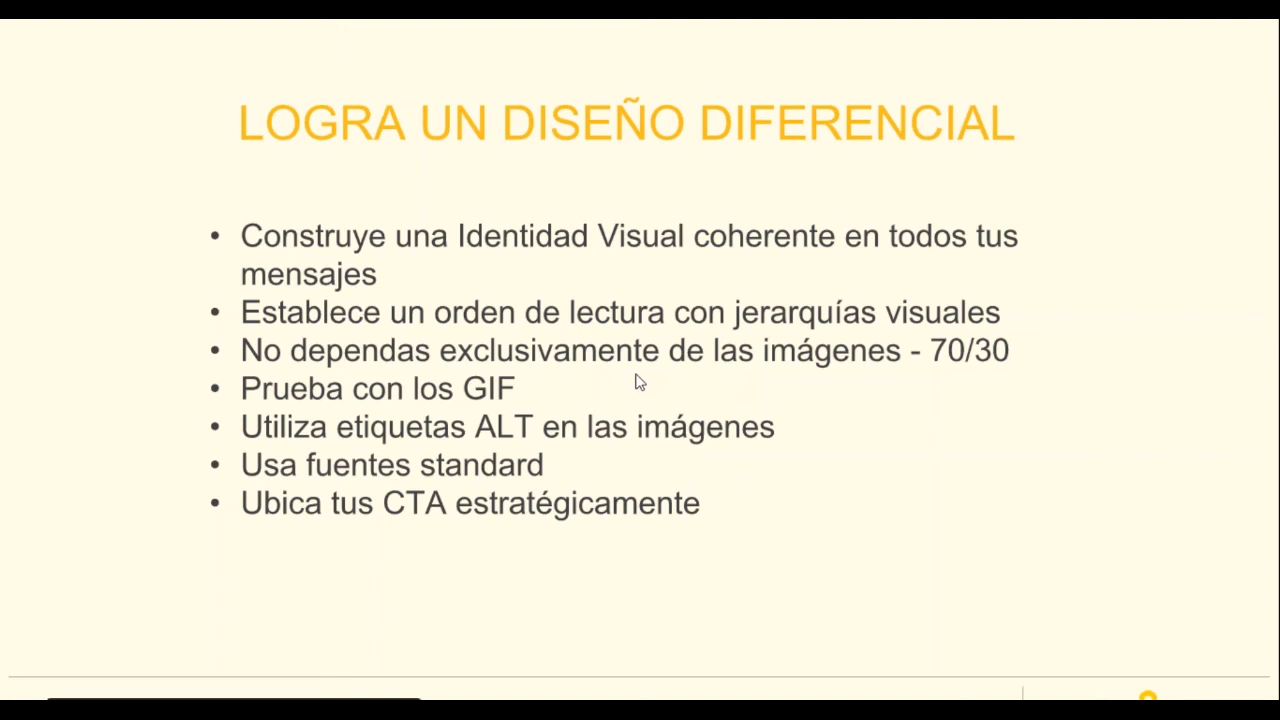 LOGRA UN DISEÑO DIFERENCIAL
• Construye una Identidad Visual coherente en todos tus
mensajes
• Establece un orden de lectura con jerarquías visuales
• No dependas exclusivamente de las imágenes - 70/30
• Prueba con los GIF
• Utiliza etiquetas ALT en las imágenes
• Usa fuentes standard
• Ubica tus CTA estratégicamente